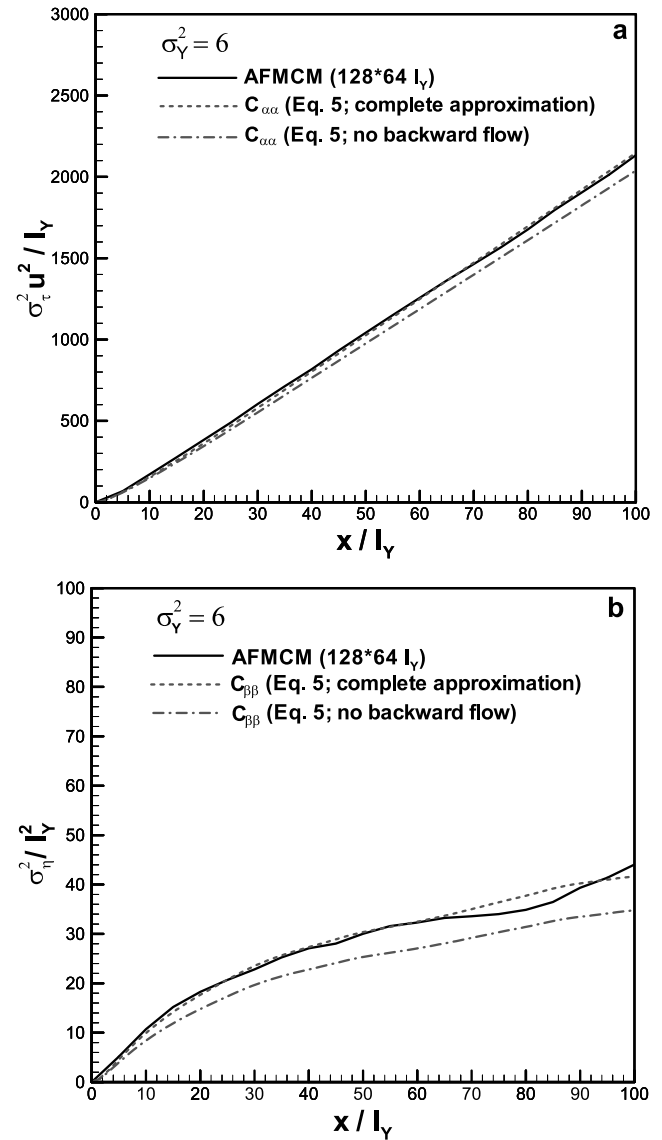 3000
a
σ²_Y = 6
AFMCM (128*64 I_Y)
C_αα (Eq. 5; complete approximation)
C_αα (Eq. 5; no backward flow)
2500
2000
1500
1000
500
0
σ²_τ u² / I_Y
0 10 20 30 40 50 60 70 80 90 100
x / I_Y
100
b
σ²_Y = 6
AFMCM (128*64 I_Y)
C_ββ (Eq. 5; complete approximation)
C_ββ (Eq. 5; no backward flow)
90
80
70
60
50
40
30
20
10
0
σ²_η / I²_Y
0 10 20 30 40 50 60 70 80 90 100
x / I_Y